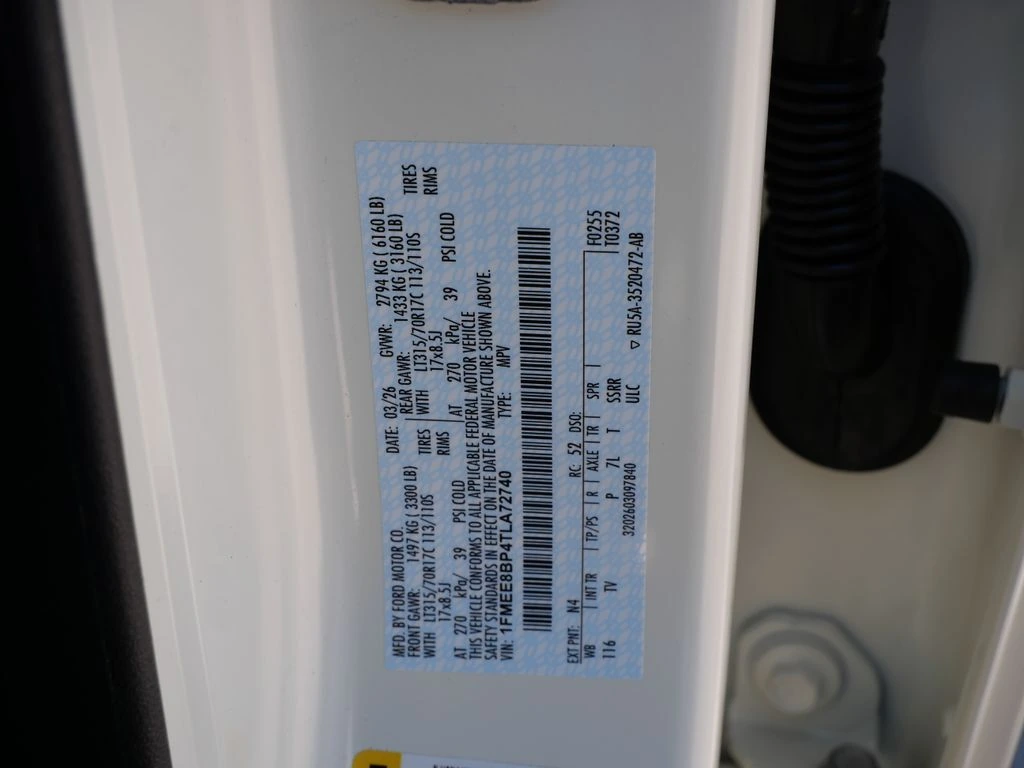 MFD. BY FORD MOTOR CO.
DATE: 03/26 GVWR: 2794 KG ( 6160 LB)
FRONT GAWR: 1497 KG ( 3300 LB)
REAR GAWR: 1433 KG ( 3160 LB)
WITH LT315/70R17C 113/110S TIRES
WITH LT315/70R17C 113/110S TIRES
17x8.5J RIMS
17x8.5J RIMS
AT 270 kPa/ 39 PSI COLD
AT 270 kPa/ 39 PSI COLD
THIS VEHICLE CONFORMS TO ALL APPLICABLE FEDERAL MOTOR VEHICLE
SAFETY STANDARDS IN EFFECT ON THE DATE OF MANUFACTURE SHOWN ABOVE.
VIN: 1FMEE8BP4TLA72740 TYPE: MPV
EXT PNT: N4 RC: 52 DSO: F0255
WB INT TR TP/PS R AXLE TR SPR T0372
116 TV P 7L T SSRR
ULC
3202603097840 ▽ RU5A-3520472-AB